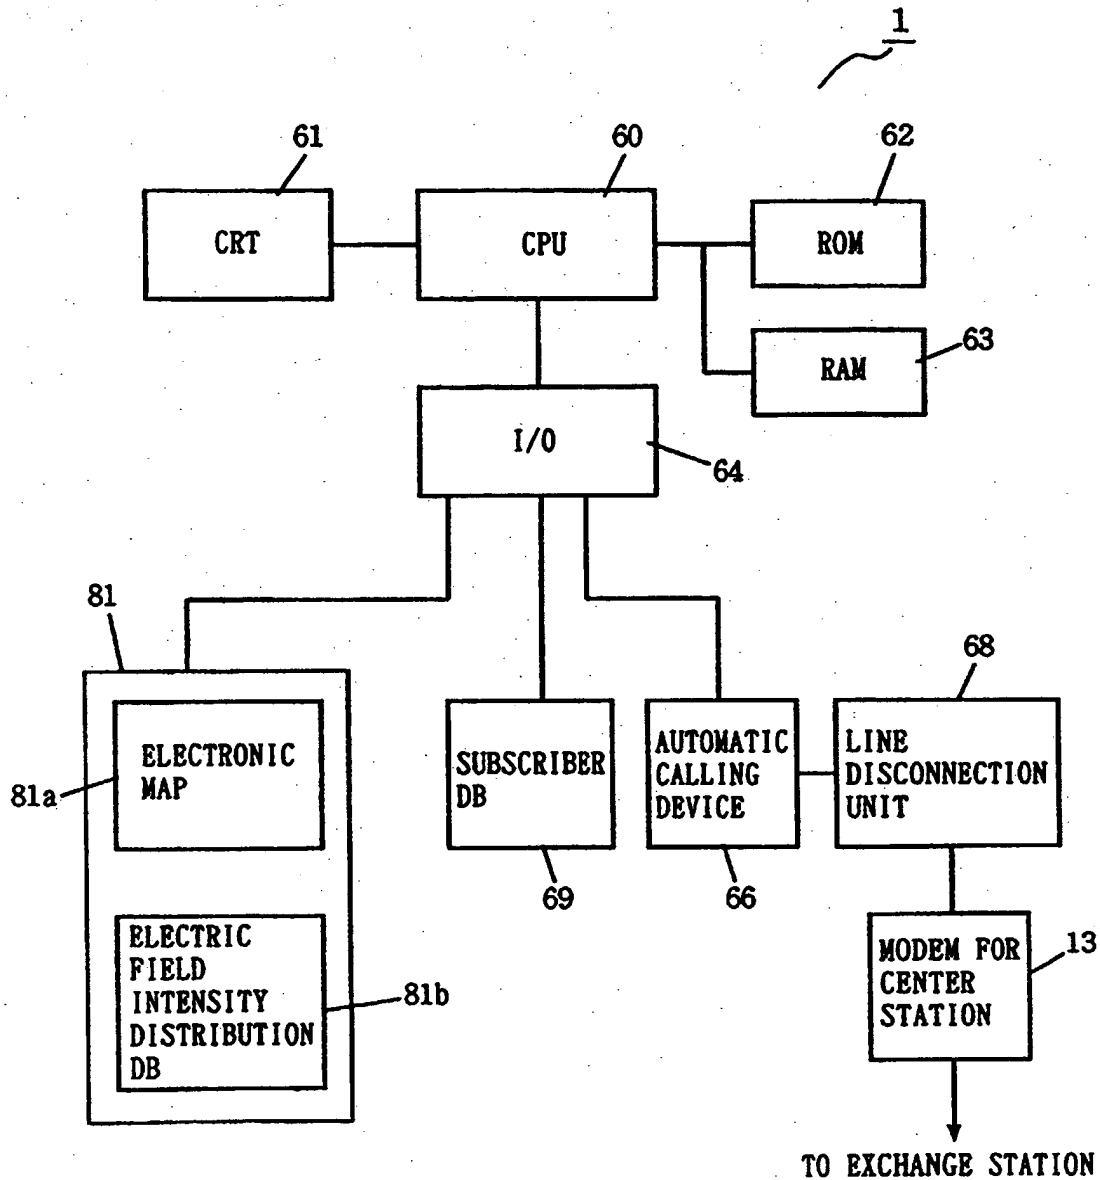 1
61
60
62
CRT
CPU
ROM
RAM
63
I/O
64
81
68
ELECTRONIC
MAP
81a
SUBSCRIBER
DB
69
AUTOMATIC
CALLING
DEVICE
66
LINE
DISCONNECTION
UNIT
ELECTRIC
FIELD
INTENSITY
DISTRIBUTION
DB
81b
MODEM FOR
CENTER
STATION
13
TO EXCHANGE STATION